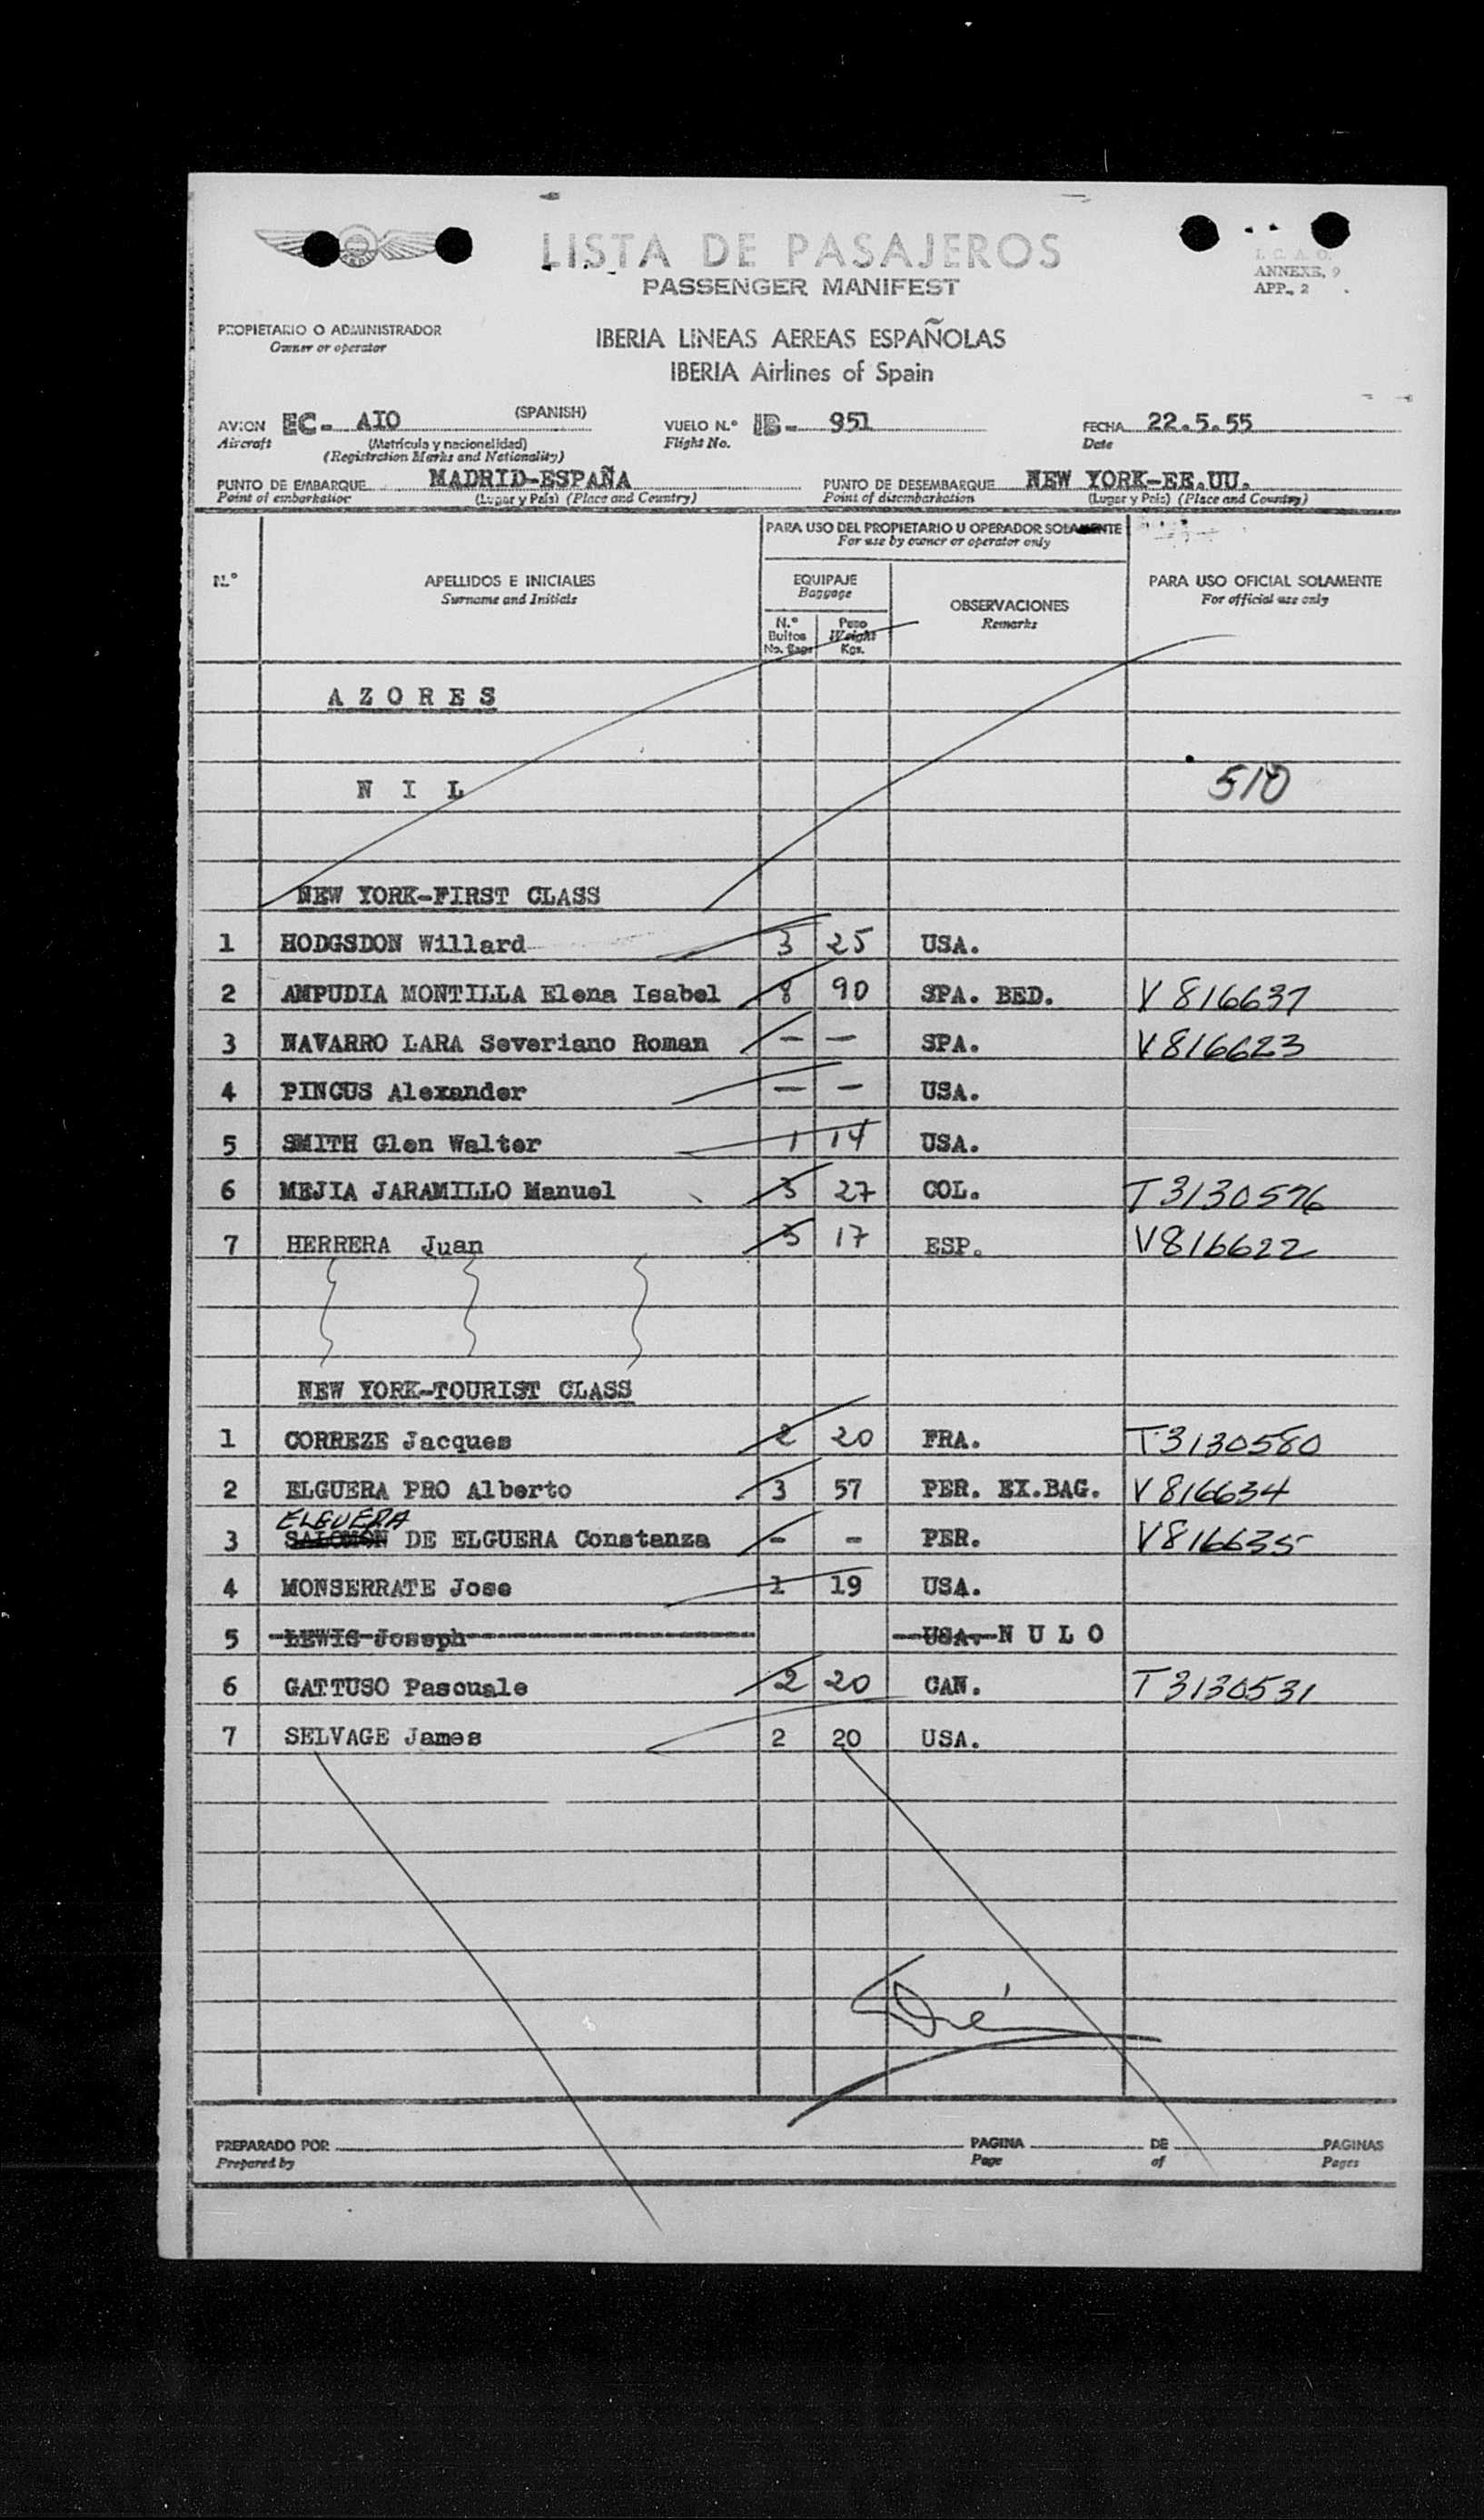 LISTA DE PASAJEROS
PASSENGER MANIFEST
I. C. A. O.
ANNEXE, 9
APP., 2
PROPIETARIO O ADMINISTRADOR
Owner or operator
IBERIA LINEAS AEREAS ESPAÑOLAS
IBERIA Airlines of Spain
AVION EC- AIO (SPANISH) VUELO N.º IB- 951 FECHA 22.5.55
Aircraft (Matrícula y nacionalidad) Flight No. Date
(Registration Marks and Nationality)
PUNTO DE EMBARQUE MADRID-ESPAÑA PUNTO DE DESEMBARQUE NEW YORK-EE.UU.
Point of embarkation (Lugar y País) (Place and Country) Point of disembarkation (Lugar y País) (Place and Country)
PARA USO DEL PROPIETARIO U OPERADOR SOLAMENTE
For use by owner or operator only
N.º APELLIDOS E INICIALES EQUIPAJE OBSERVACIONES PARA USO OFICIAL SOLAMENTE
Surname and Initials Baggage Remarks For official use only
N.º Bultos Peso
No. Bags Weight Kgs.
AZORES
NIL 510
NEW YORK-FIRST CLASS
1 HODGSDON Willard 3 25 USA.
2 AMPUDIA MONTILLA Elena Isabel 8 90 SPA. BED. V816637
3 NAVARRO LARA Severiano Roman - - SPA. V816623
4 PINCUS Alexander - - USA.
5 SMITH Glen Walter 1 14 USA.
6 MEJIA JARAMILLO Manuel 3 27 COL. T3130576
7 HERRERA Juan 3 17 ESP. V816622
NEW YORK-TOURIST CLASS
1 CORREZE Jacques 2 20 FRA. T3130580
2 ELGUERA PRO Alberto 3 57 PER. EX.BAG. V816634
ELGUERA
3 SALOMON DE ELGUERA Constanza - - PER. V816635
4 MONSERRATE Jose 1 19 USA.
5 LEWIS Joseph USA. NULO
6 GATTUSO Pascuale 2 20 CAN. T3130531
7 SELVAGE James 2 20 USA.
PREPARADO POR PAGINA DE PAGINAS
Prepared by Page of Pages